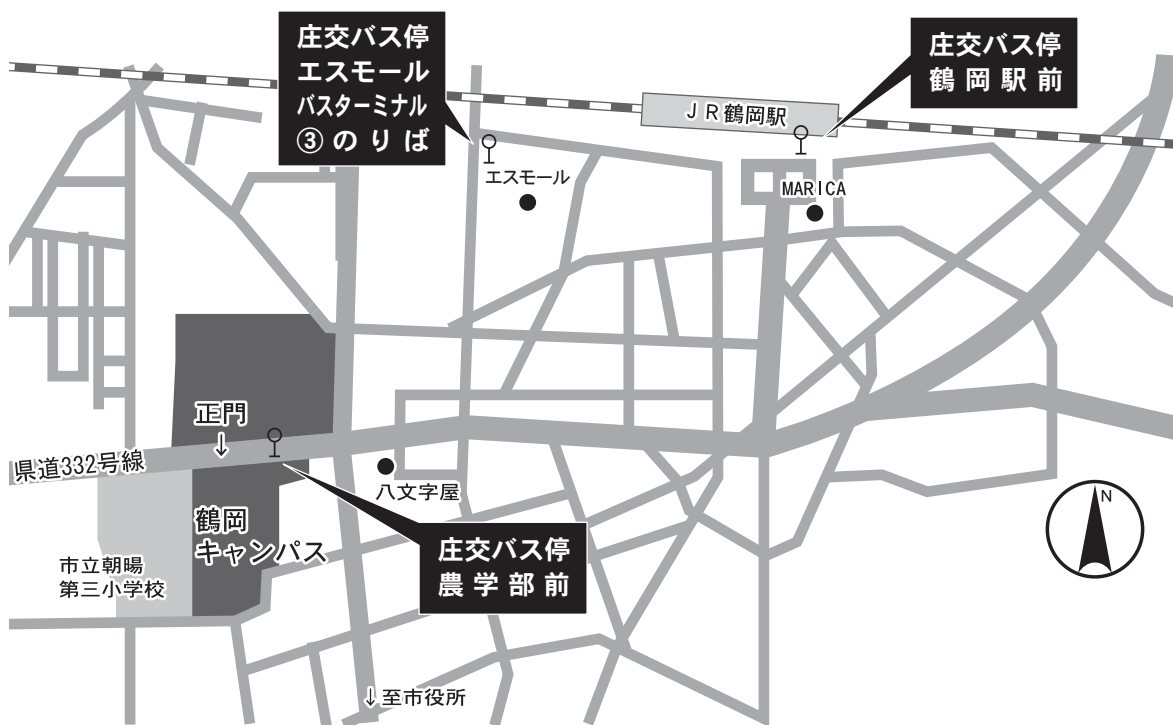 庄交バス停
エスモール
バスターミナル
③のりば
庄交バス停
鶴岡駅前
JR鶴岡駅
エスモール
MARICA
正門
↓
県道332号線
八文字屋
鶴岡
キャンパス
庄交バス停
農学部前
市立朝暘
第三小学校
N
↓至市役所